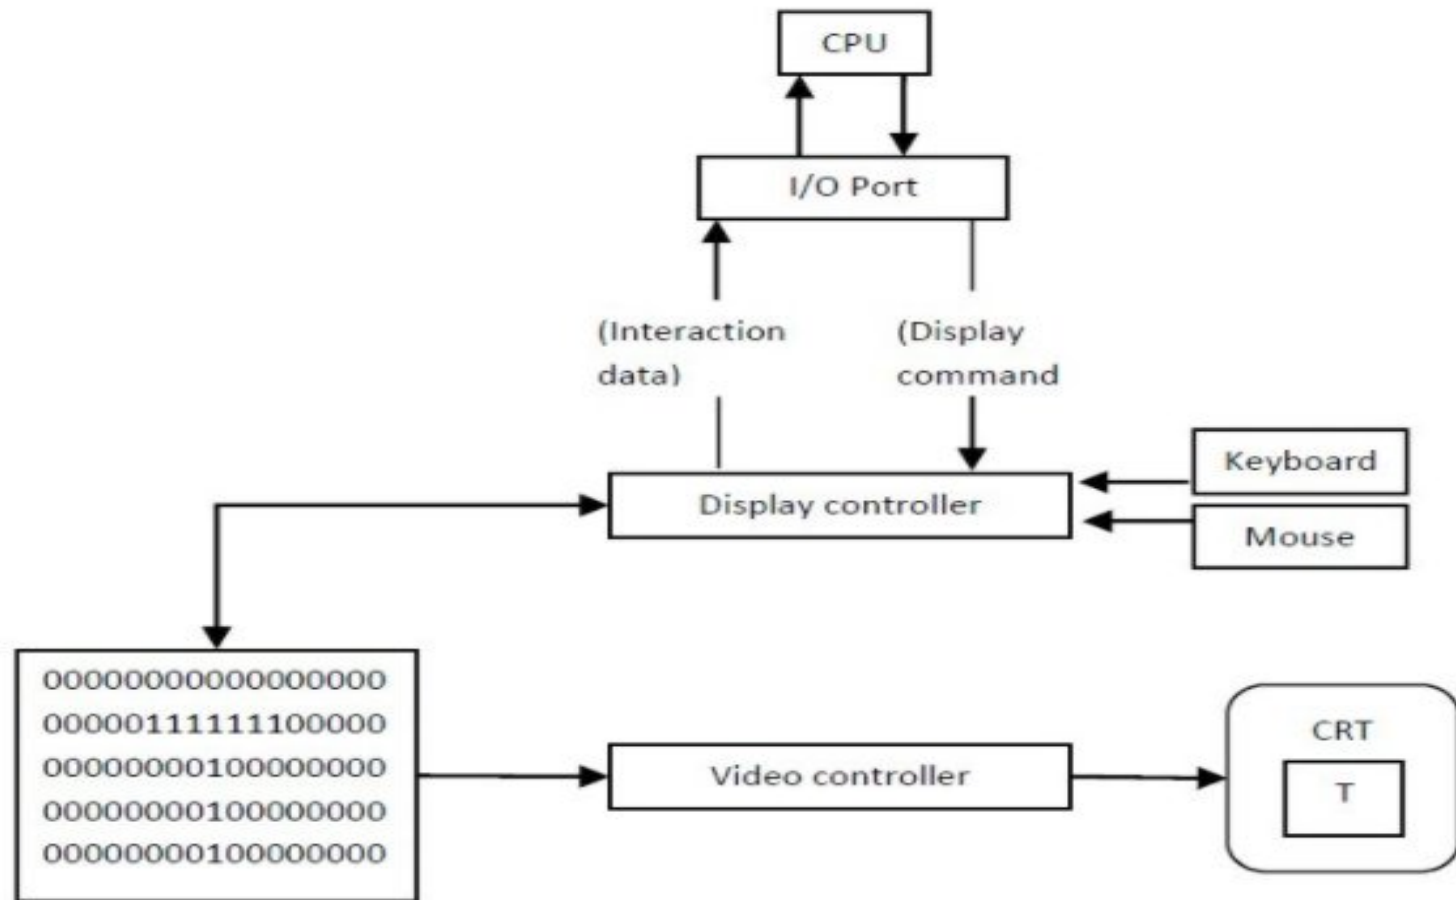 CPU
I/O Port
(Interaction
data)
(Display
command
Keyboard
Display controller
Mouse
00000000000000000
00000111111100000
00000000100000000
00000000100000000
00000000100000000
Video controller
CRT
T